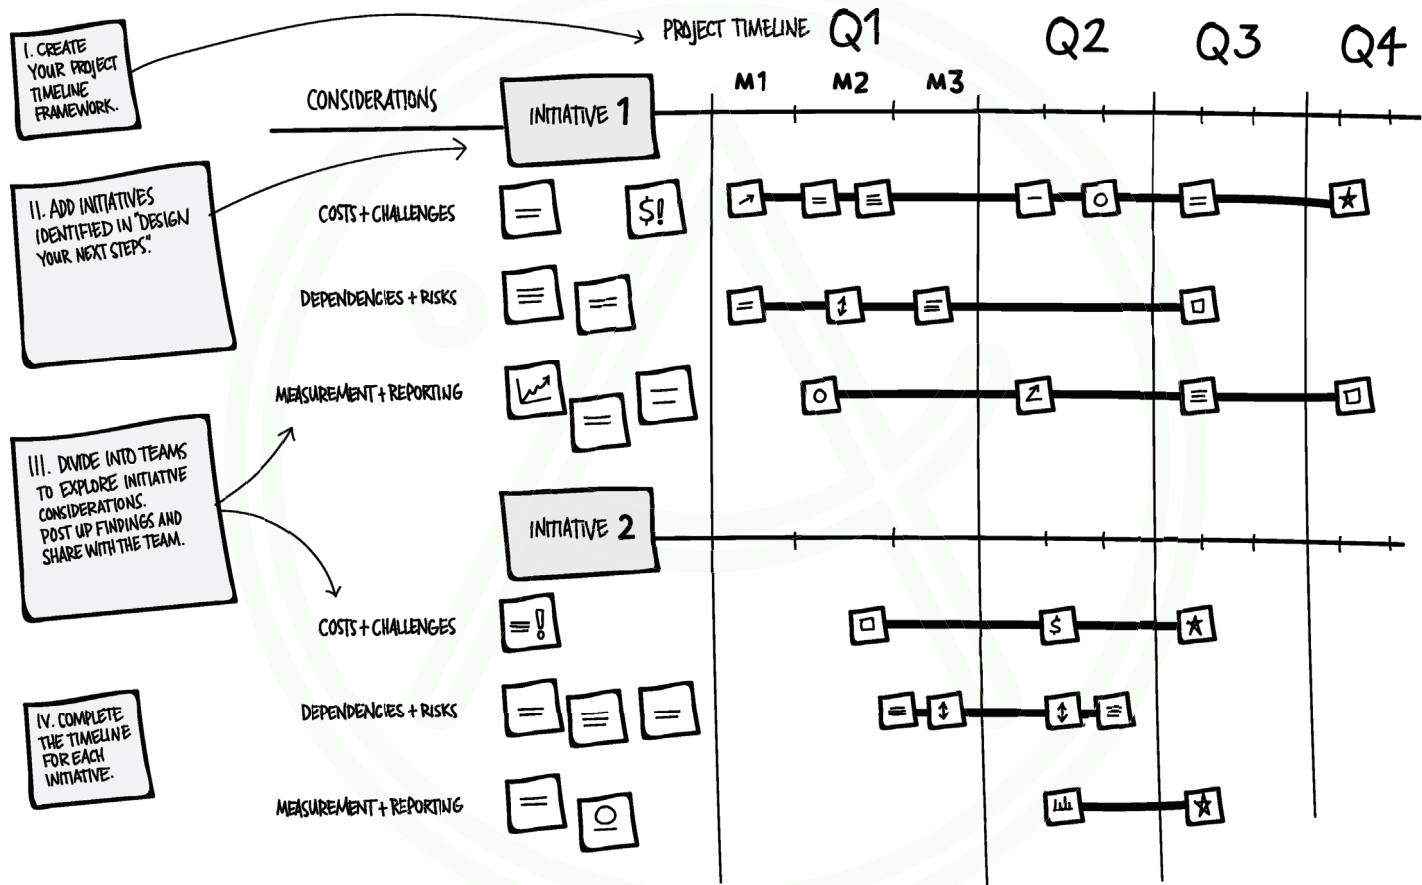 I. CREATE
YOUR PROJECT
TIMELINE
FRAMEWORK.
PROJECT TIMELINE Q1 Q2 Q3 Q4
M1 M2 M3
CONSIDERATIONS
INITIATIVE 1
II. ADD INITIATIVES
IDENTIFIED IN "DESIGN
YOUR NEXT STEPS".
COSTS + CHALLENGES
$!
DEPENDENCIES + RISKS
MEASUREMENT + REPORTING
III. DIVIDE INTO TEAMS
TO EXPLORE INITIATIVE
CONSIDERATIONS.
POST UP FINDINGS AND
SHARE WITH THE TEAM.
INITIATIVE 2
COSTS + CHALLENGES
!
$
DEPENDENCIES + RISKS
IV. COMPLETE
THE TIMELINE
FOR EACH
INITIATIVE.
MEASUREMENT + REPORTING